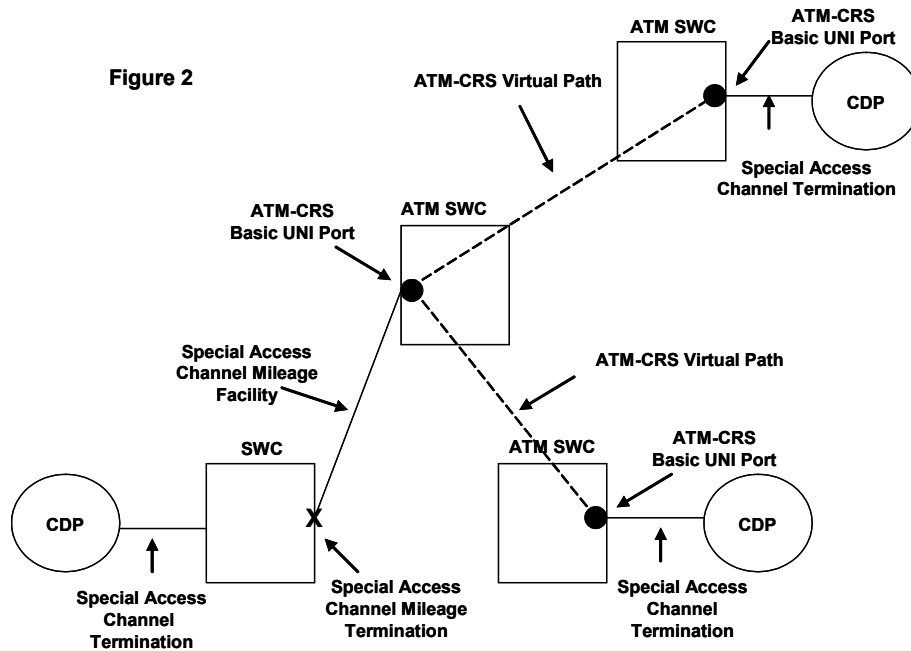 Figure 2
ATM SWC
ATM-CRS
Basic UNI Port
ATM-CRS Virtual Path
CDP
Special Access
Channel Termination
ATM-CRS
Basic UNI Port
ATM SWC
Special Access
Channel Mileage
Facility
ATM-CRS Virtual Path
SWC
ATM SWC
ATM-CRS
Basic UNI Port
CDP
X
CDP
Special Access
Channel
Termination
Special Access
Channel Mileage
Termination
Special Access
Channel
Termination